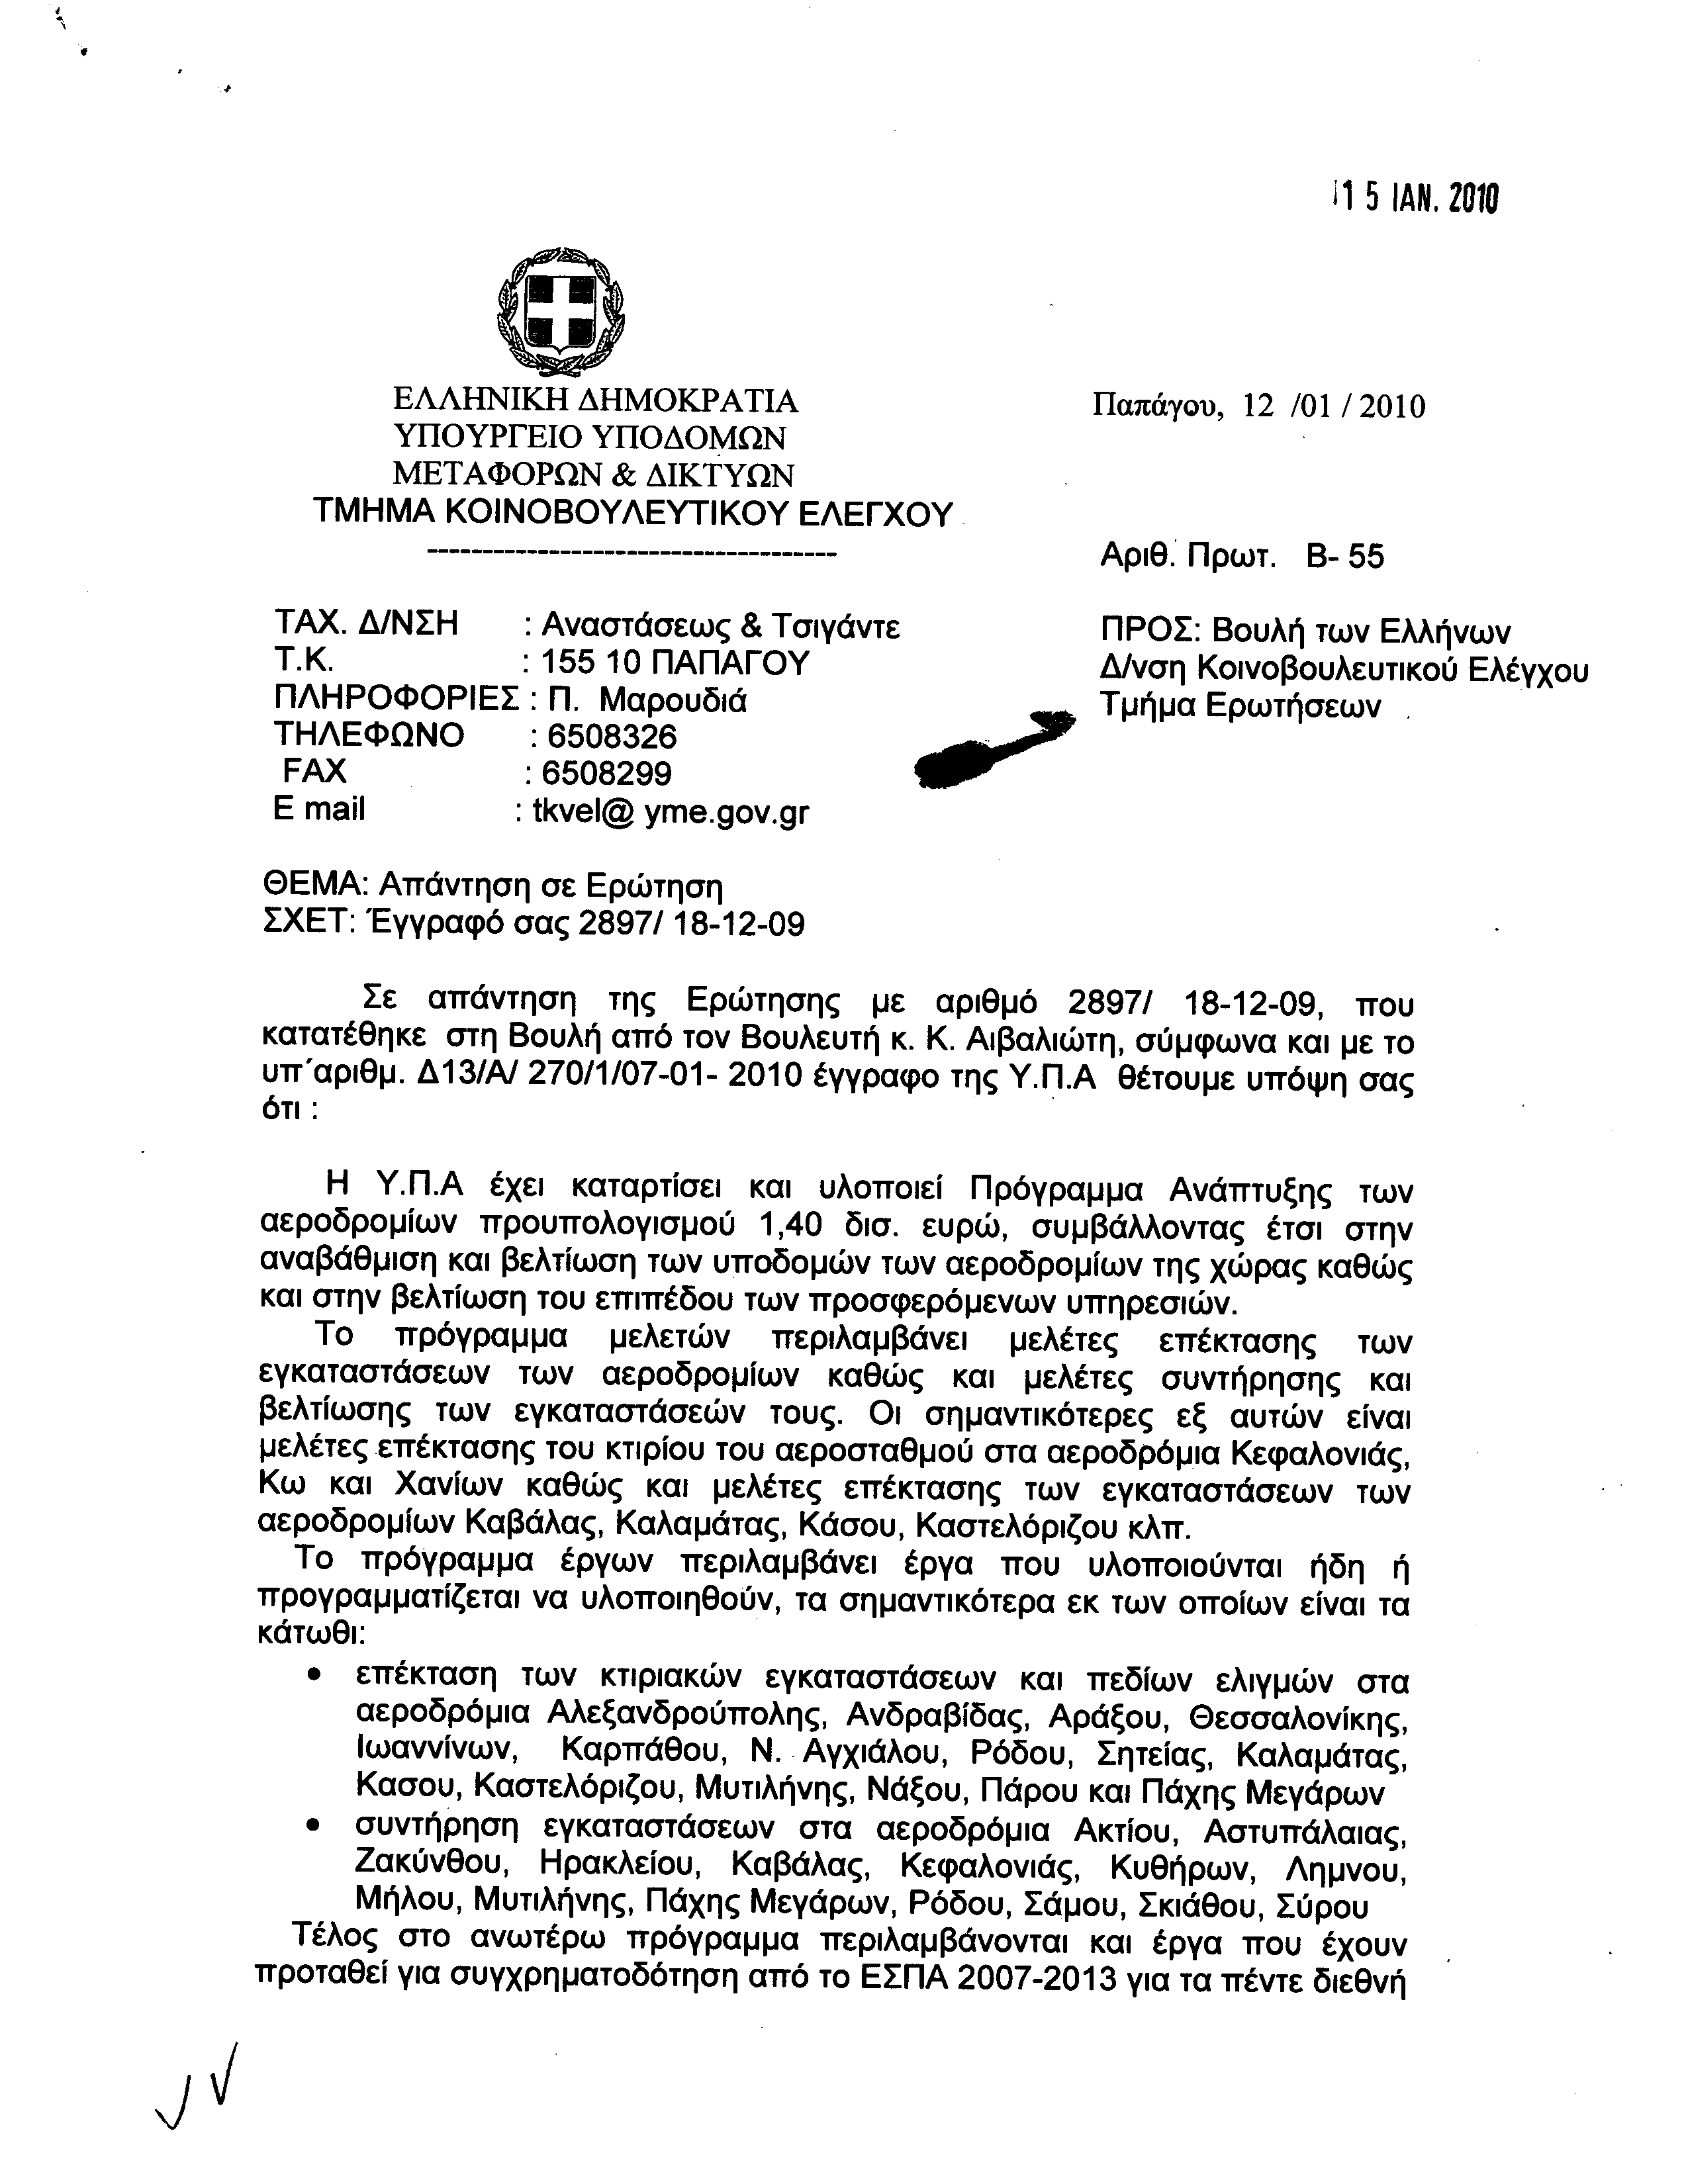 15 ΙΑΝ. 2010
ΕΛΛΗΝΙΚΗ ΔΗΜΟΚΡΑΤΙΑ
ΥΠΟΥΡΓΕΙΟ ΥΠΟΔΟΜΩΝ
ΜΕΤΑΦΟΡΩΝ & ΔΙΚΤΥΩΝ
ΤΜΗΜΑ ΚΟΙΝΟΒΟΥΛΕΥΤΙΚΟΥ ΕΛΕΓΧΟΥ
-------------------------------------
Παπάγου, 12 /01 / 2010
Αριθ. Πρωτ. Β- 55
ΤΑΧ. Δ/ΝΣΗ : Αναστάσεως & Τσιγάντε
Τ.Κ. : 155 10 ΠΑΠΑΓΟΥ
ΠΛΗΡΟΦΟΡΙΕΣ : Π. Μαρουδιά
ΤΗΛΕΦΩΝΟ : 6508326
FAX : 6508299
E mail : tkvel@ yme.gov.gr
ΠΡΟΣ: Βουλή των Ελλήνων
Δ/νση Κοινοβουλευτικού Ελέγχου
Τμήμα Ερωτήσεων
ΘΕΜΑ: Απάντηση σε Ερώτηση
ΣΧΕΤ: Έγγραφό σας 2897/ 18-12-09
Σε απάντηση της Ερώτησης με αριθμό 2897/ 18-12-09, που
κατατέθηκε στη Βουλή από τον Βουλευτή κ. Κ. Αιβαλιώτη, σύμφωνα και με το
υπ΄αριθμ. Δ13/Α/ 270/1/07-01- 2010 έγγραφο της Υ.Π.Α θέτουμε υπόψη σας
ότι :
Η Υ.Π.Α έχει καταρτίσει και υλοποιεί Πρόγραμμα Ανάπτυξης των
αεροδρομίων προυπολογισμού 1,40 δισ. ευρώ, συμβάλλοντας έτσι στην
αναβάθμιση και βελτίωση των υποδομών των αεροδρομίων της χώρας καθώς
και στην βελτίωση του επιπέδου των προσφερόμενων υπηρεσιών.
Το πρόγραμμα μελετών περιλαμβάνει μελέτες επέκτασης των
εγκαταστάσεων των αεροδρομίων καθώς και μελέτες συντήρησης και
βελτίωσης των εγκαταστάσεών τους. Οι σημαντικότερες εξ αυτών είναι
μελέτες επέκτασης του κτιρίου του αεροσταθμού στα αεροδρόμια Κεφαλονιάς,
Κω και Χανίων καθώς και μελέτες επέκτασης των εγκαταστάσεων των
αεροδρομίων Καβάλας, Καλαμάτας, Κάσου, Καστελόριζου κλπ.
Το πρόγραμμα έργων περιλαμβάνει έργα που υλοποιούνται ήδη ή
προγραμματίζεται να υλοποιηθούν, τα σημαντικότερα εκ των οποίων είναι τα
κάτωθι:
• επέκταση των κτιριακών εγκαταστάσεων και πεδίων ελιγμών στα
αεροδρόμια Αλεξανδρούπολης, Ανδραβίδας, Αράξου, Θεσσαλονίκης,
Ιωαννίνων, Καρπάθου, Ν. Αγχιάλου, Ρόδου, Σητείας, Καλαμάτας,
Κασου, Καστελόριζου, Μυτιλήνης, Νάξου, Πάρου και Πάχης Μεγάρων
• συντήρηση εγκαταστάσεων στα αεροδρόμια Ακτίου, Αστυπάλαιας,
Ζακύνθου, Ηρακλείου, Καβάλας, Κεφαλονιάς, Κυθήρων, Λημνου,
Μήλου, Μυτιλήνης, Πάχης Μεγάρων, Ρόδου, Σάμου, Σκιάθου, Σύρου
Τέλος στο ανωτέρω πρόγραμμα περιλαμβάνονται και έργα που έχουν
προταθεί για συγχρηματοδότηση από το ΕΣΠΑ 2007-2013 για τα πέντε διεθνή